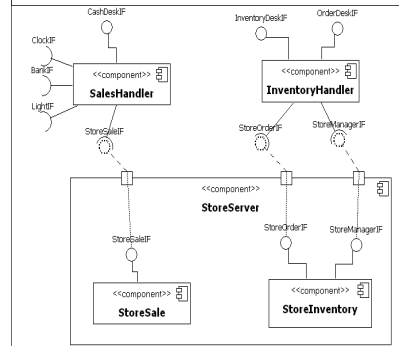 CashDeskIF
InventoryDeskIF
OrderDeskIF
ClockIF
BankIF
LightIF
<<component>>
SalesHandler
<<component>>
InventoryHandler
StoreSaleIF
StoreOrderIF
StoreManagerIF
<<component>>
StoreServer
StoreSaleIF
StoreOrderIF
StoreManagerIF
<<component>>
StoreSale
<<component>>
StoreInventory